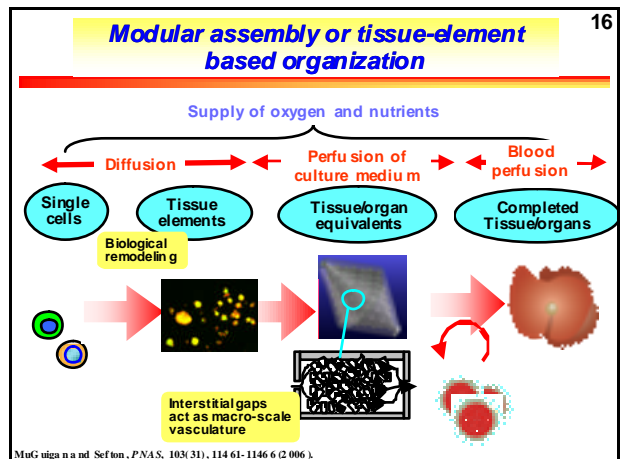 16
Modular assembly or tissue-element
based organization
Supply of oxygen and nutrients
Diffusion
Perfusion of
culture medium
Blood
perfusion
Single
cells
Tissue
elements
Tissue/organ
equivalents
Completed
Tissue/organs
Biological
remodeling
Interstitial gaps
act as macro-scale
vasculature
MuGuigan and Sefton, PNAS, 103(31), 11461-11466 (2006).